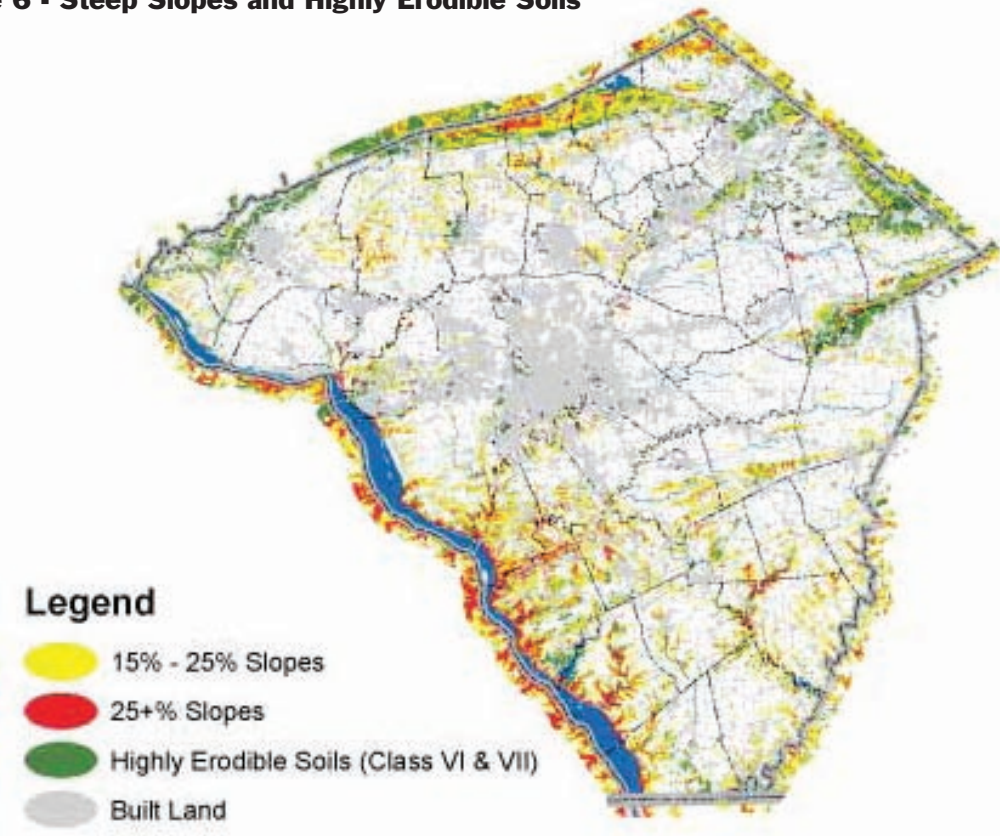 6 - Steep Slopes and Highly Erodible Soils
Legend
15% - 25% Slopes
25+% Slopes
Highly Erodible Soils (Class VI & VII)
Built Land